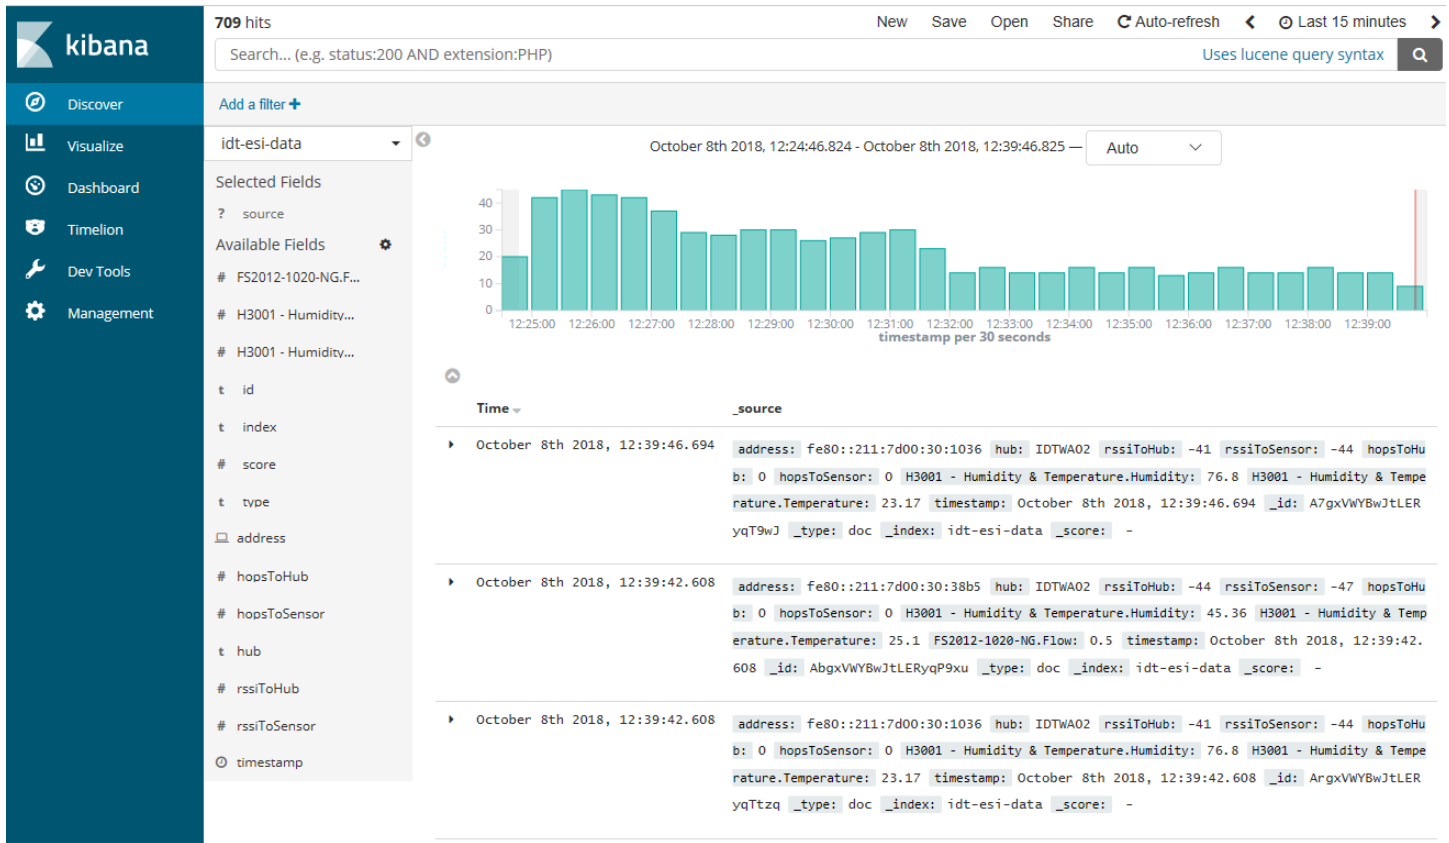 709 hits
New Save Open Share Auto-refresh Last 15 minutes
kibana
Search... (e.g. status:200 AND extension:PHP)
Uses lucene query syntax
Discover
Visualize
Dashboard
Timelion
Dev Tools
Management
Add a filter +
idt-esi-data
Selected Fields
? source
Available Fields
# FS2012-1020-NG.F...
# H3001 - Humidity...
# H3001 - Humidity...
t id
t index
# score
t type
address
# hopsToHub
# hopsToSensor
t hub
# rssiToHub
# rssiToSensor
timestamp
October 8th 2018, 12:24:46.824 - October 8th 2018, 12:39:46.825 — Auto
40
30
20
10
0
12:25:00 12:26:00 12:27:00 12:28:00 12:29:00 12:30:00 12:31:00 12:32:00 12:33:00 12:34:00 12:35:00 12:36:00 12:37:00 12:38:00 12:39:00
timestamp per 30 seconds
Time _source
October 8th 2018, 12:39:46.694 address: fe80::211:7d00:30:1036 hub: IDTWA02 rssiToHub: -41 rssiToSensor: -44 hopsToHu
b: 0 hopsToSensor: 0 H3001 - Humidity & Temperature.Humidity: 76.8 H3001 - Humidity & Tempe
rature.Temperature: 23.17 timestamp: October 8th 2018, 12:39:46.694 _id: A7gxVWYBwJtLER
yqT9wJ _type: doc _index: idt-esi-data _score: -
October 8th 2018, 12:39:42.608 address: fe80::211:7d00:30:38b5 hub: IDTWA02 rssiToHub: -44 rssiToSensor: -47 hopsToHu
b: 0 hopsToSensor: 0 H3001 - Humidity & Temperature.Humidity: 45.36 H3001 - Humidity & Temp
erature.Temperature: 25.1 FS2012-1020-NG.Flow: 0.5 timestamp: October 8th 2018, 12:39:42.
608 _id: AbgxVWYBwJtLERyqP9xu _type: doc _index: idt-esi-data _score: -
October 8th 2018, 12:39:42.608 address: fe80::211:7d00:30:1036 hub: IDTWA02 rssiToHub: -41 rssiToSensor: -44 hopsToHu
b: 0 hopsToSensor: 0 H3001 - Humidity & Temperature.Humidity: 76.8 H3001 - Humidity & Tempe
rature.Temperature: 23.17 timestamp: October 8th 2018, 12:39:42.608 _id: ArgxVWYBwJtLER
yqTtzq _type: doc _index: idt-esi-data _score: -